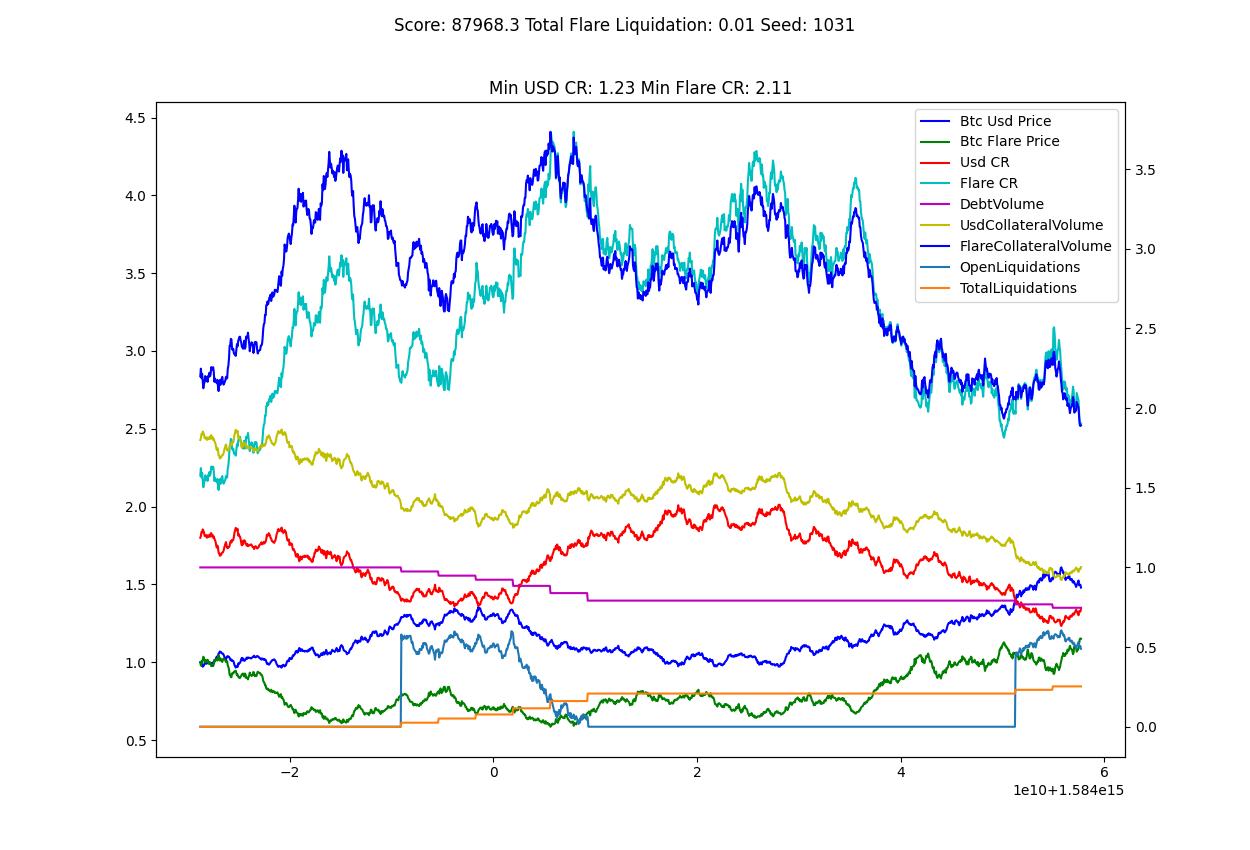 Score: 87968.3 Total Flare Liquidation: 0.01 Seed: 1031
Min USD CR: 1.23 Min Flare CR: 2.11
4.5
4.0
3.5
3.0
2.5
2.0
1.5
1.0
0.5
Btc Usd Price
Btc Flare Price
Usd CR
Flare CR
DebtVolume
UsdCollateralVolume
FlareCollateralVolume
OpenLiquidations
TotalLiquidations
3.5
3.0
2.5
2.0
1.5
1.0
0.5
0.0
−2 0 2 4 6
1e10+1.584e15